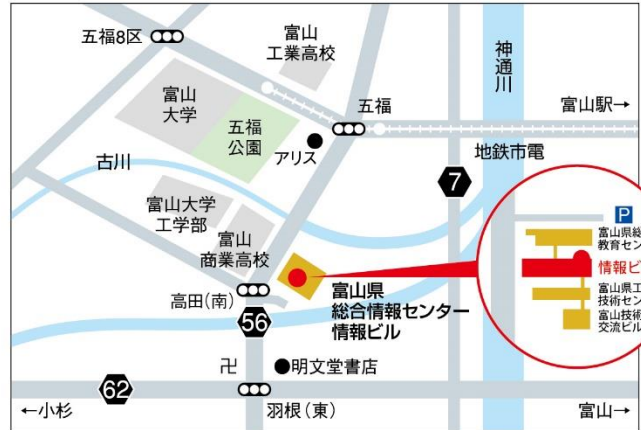 五福8区
富山
工業高校
神通川
富山駅→
富山
大学
五福
公園
五福
アリス
地鉄市電
古川
7
富山大学
工学部
富山
商業高校
P
富山県総
教育セン
情報ビ
富山県工
技術セン
富山技術
交流ビル
高田(南)
富山県
総合情報センター
情報ビル
56
卍
明文堂書店
62
←小杉
羽根(東)
富山→